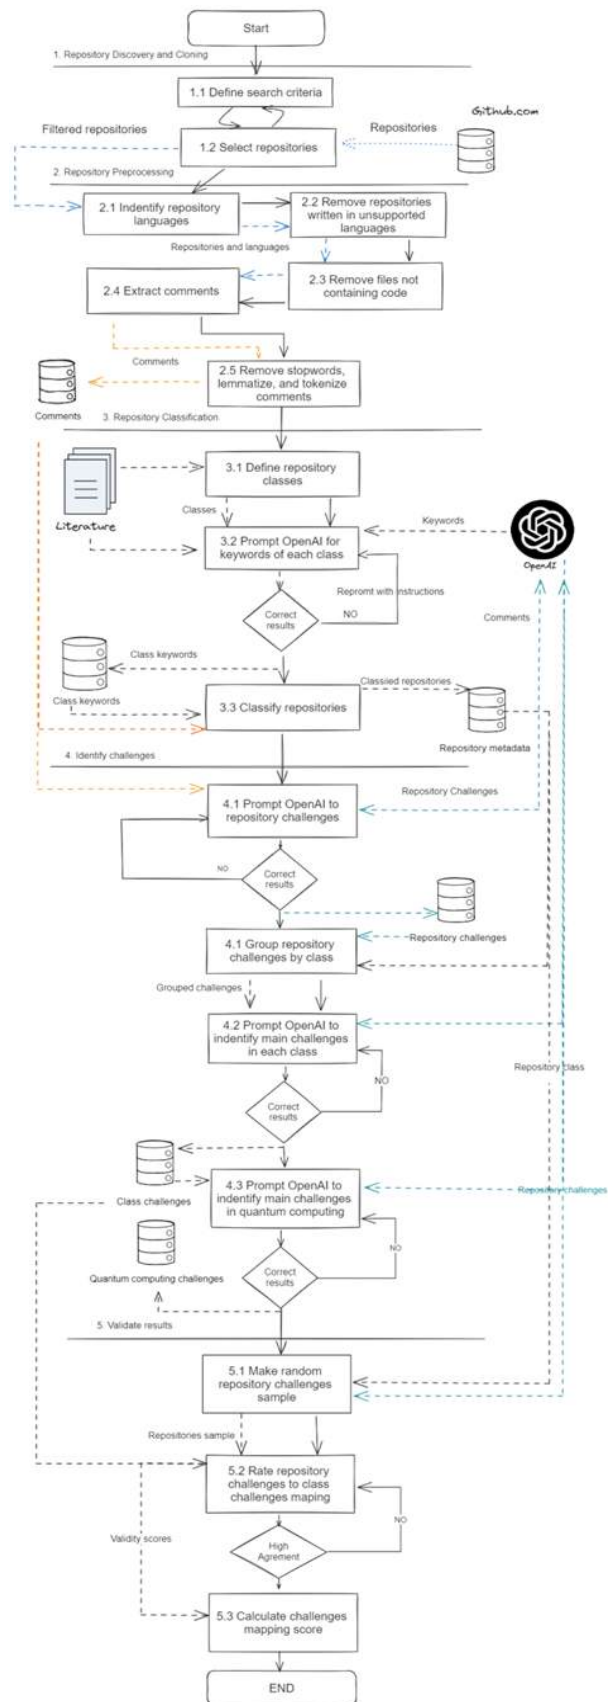 Start
1. Repository Discovery and Cloning
1.1 Define search criteria
Github.com
Filtered repositories
Repositories
1.2 Select repositories
2. Repository Preprocessing
2.1 Indentify repository
languages
2.2 Remove repositories
written in unsupported
languages
Repositories and languages
2.3 Remove files not
containing code
2.4 Extract comments
Comments
2.5 Remove stopwords,
lemmatize, and tokenize
comments
Comments
3. Repository Classification
3.1 Define repository
classes
Classes
Literature
Keywords
3.2 Prompt OpenAI for
keywords of each class
OpenAI
Repromt with instructions
Correct
results
NO
Comments
Class keywords
Classied repositories
Class keywords
3.3 Classify repositories
Repository metadata
4. Identify challenges
4.1 Prompt OpenAI to
repository challenges
Repository Challenges
NO
Correct
results
4.1 Group repository
challenges by class
Repository challenges
Grouped challenges
4.2 Prompt OpenAI to
indentify main challenges
in each class
Repository class
NO
Correct
results
4.3 Prompt OpenAI to
indentify main challenges
in quantum computing
Class challenges
Repository challenges
NO
Correct
results
Quantum computing challenges
5. Validate results
5.1 Make random
repository challenges
sample
Repositories sample
5.2 Rate repository
challenges to class
challenges maping
NO
Validity scores
High
Agrement
5.3 Calculate challenges
mapping score
END